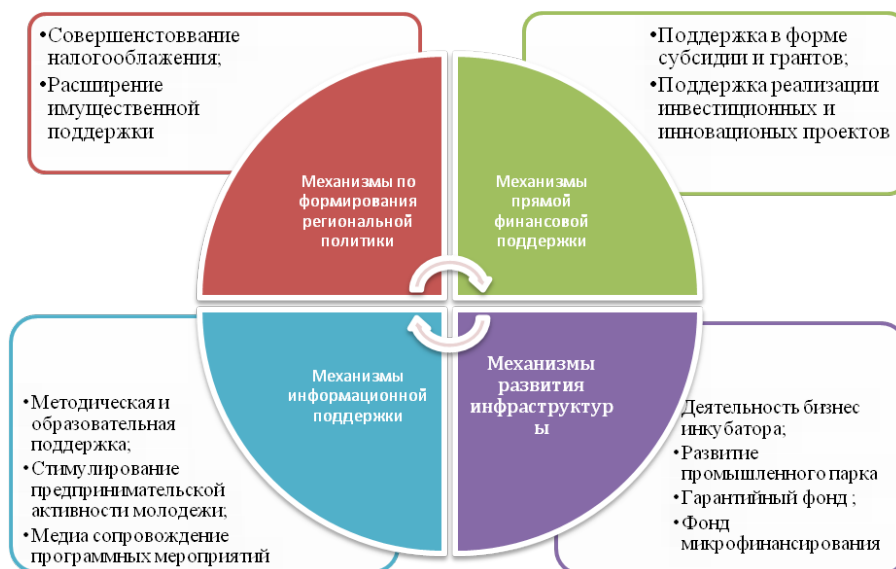 •Совершенстввание
налогооблажения;
•Расширение
имущественной
поддержки
•Поддержка в форме
субсидии и грантов;
•Поддержка реализации
инвестиционных и
инновационых проектов
Механизмы по
формирования
региональной
политики
Механизмы
прямой
финансовой
поддержки
Механизмы
информационной
поддержки
Механизмы
развития
инфраструктур
ы
•Методическая и
образовательная
поддержка;
•Стимулирование
предпринимательской
активности молодежи;
•Медиа сопровождение
программных мероприятий
Деятельность бизнес
инкубатора;
•Развитие
промышленного парка
•Гарантийный фонд ;
•Фонд
микрофинансирования